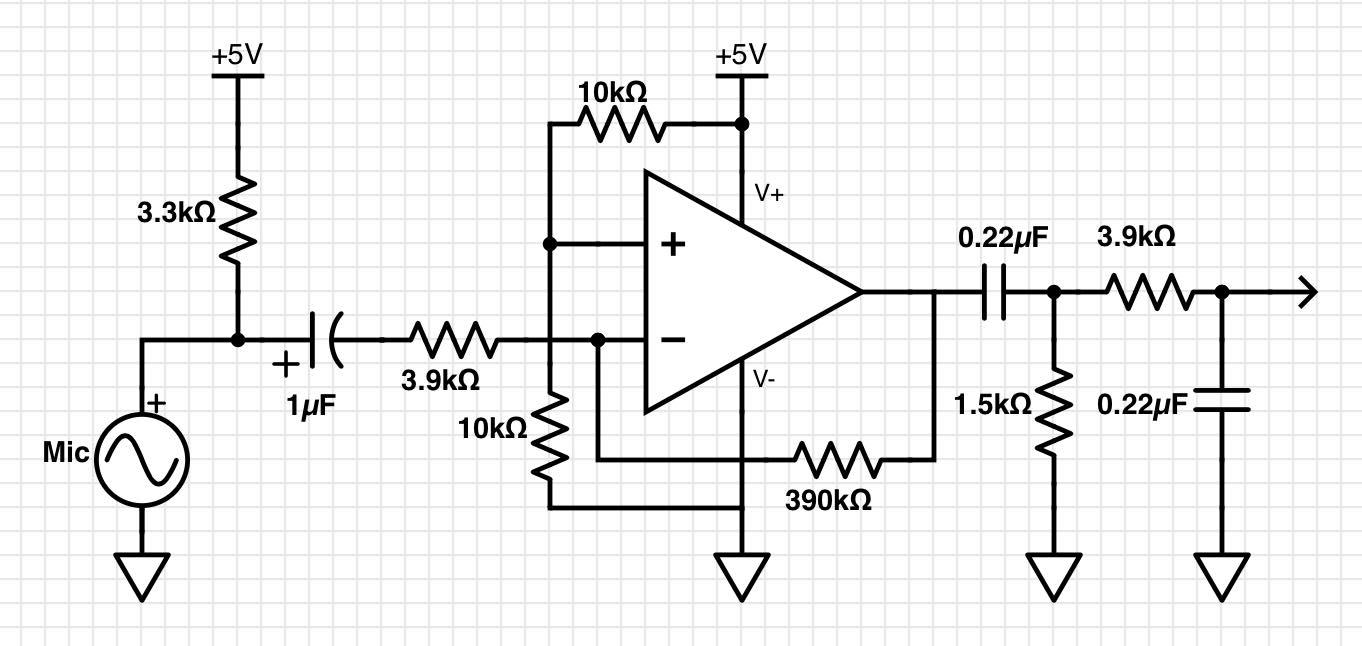 +5V
+5V
10kΩ
V+
3.3kΩ
+
0.22µF
3.9kΩ
+
3.9kΩ
−
V-
1µF
+
10kΩ
1.5kΩ
0.22µF
Mic
390kΩ